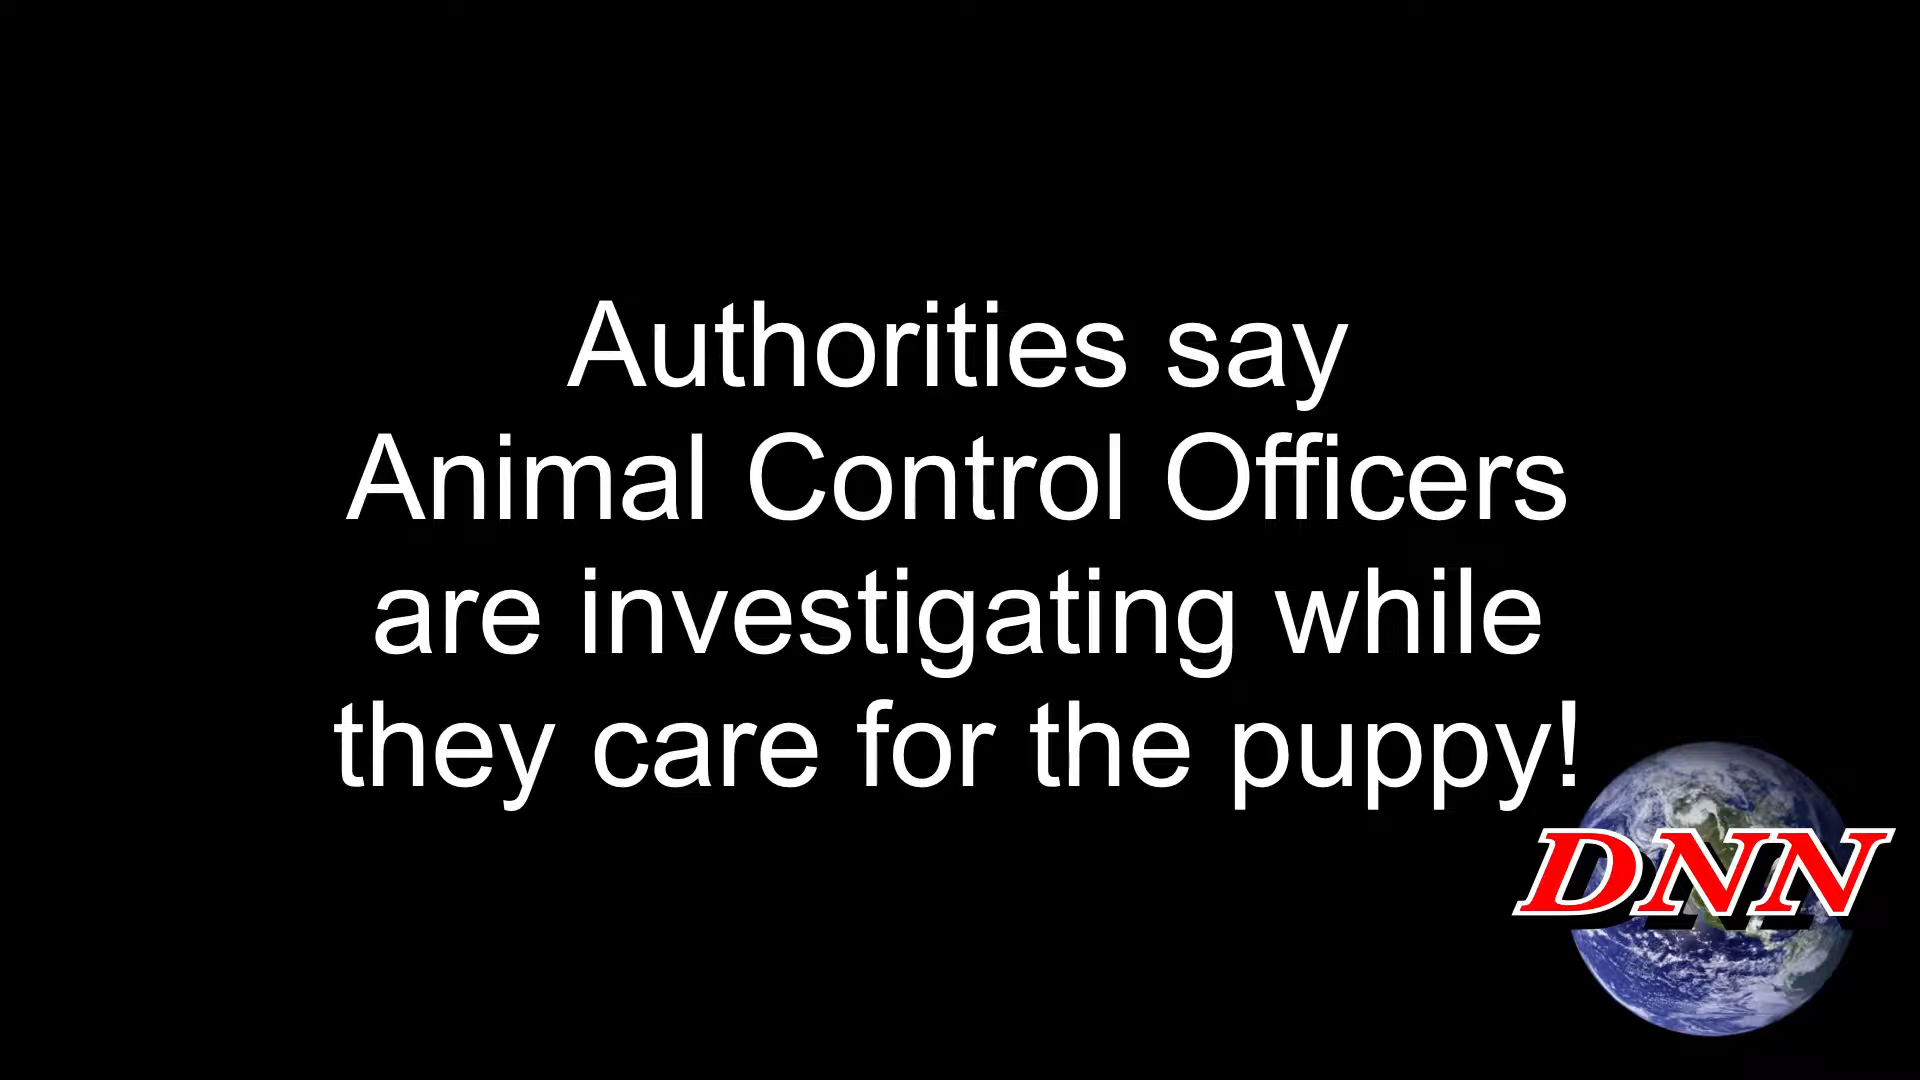 Authorities say
Animal Control Officers
are investigating while
they care for the puppy!
DNN